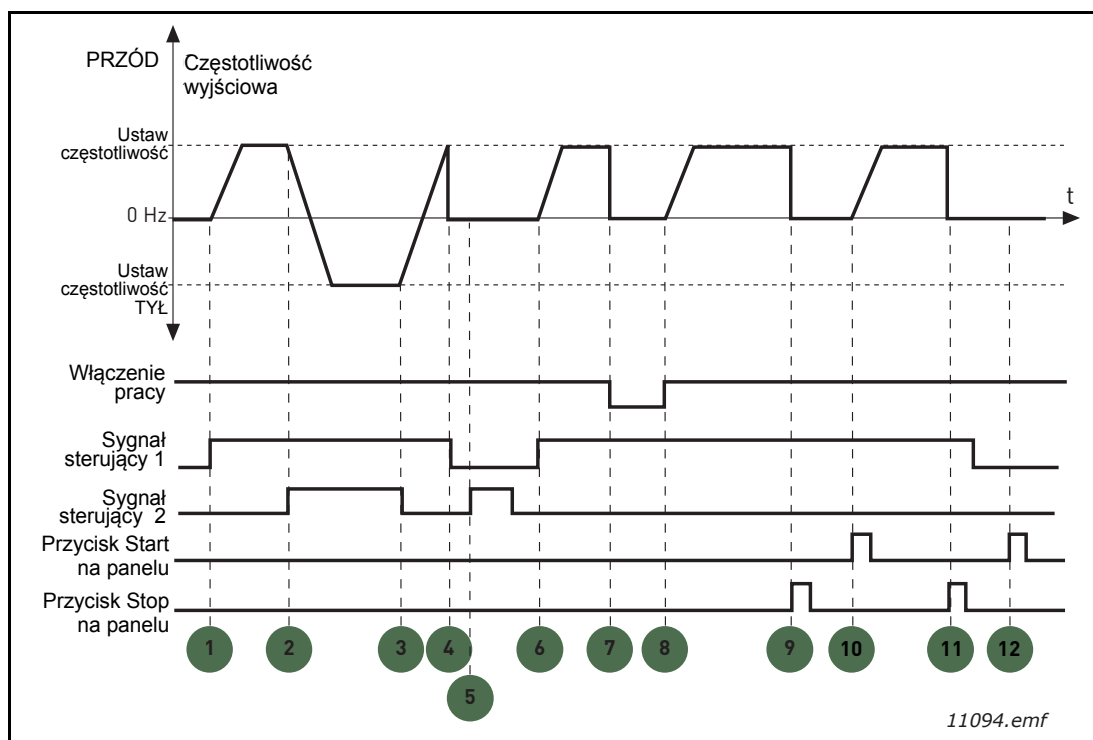 PRZÓD
Częstotliwość
wyjściowa
Ustaw
częstotliwość
t
0 Hz
Ustaw
częstotliwość
TYŁ
Włączenie
pracy
Sygnał
sterujący 1
Sygnał
sterujący 2
Przycisk Start
na panelu
Przycisk Stop
na panelu
1 2 3 4 6 7 8 9 10 11 12
5
11094.emf